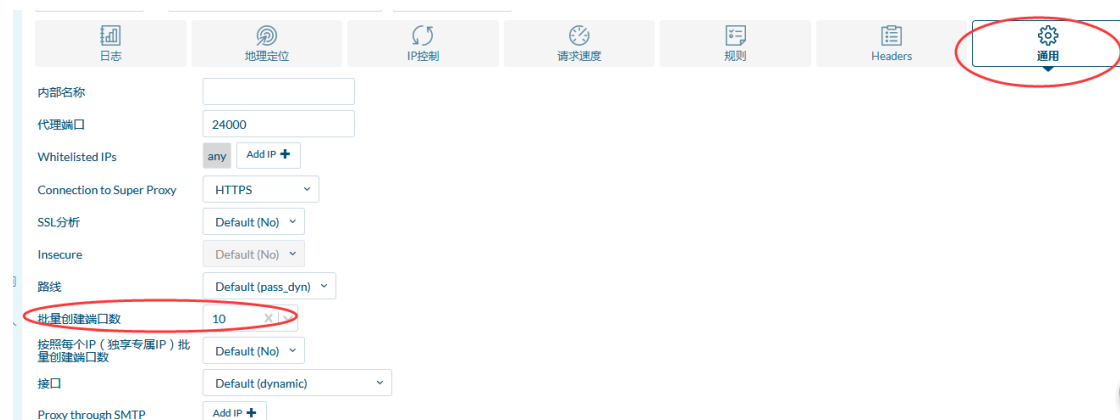 日志
地理定位
IP控制
请求速度
规则
Headers
通用
内部名称
代理端口 24000
Whitelisted IPs any Add IP +
Connection to Super Proxy HTTPS
SSL分析 Default (No)
Insecure Default (No)
路线 Default (pass_dyn)
批量创建端口数 10
按照每个IP（独享专属IP）批
量创建端口数 Default (No)
接口 Default (dynamic)
Proxy through SMTP Add IP +